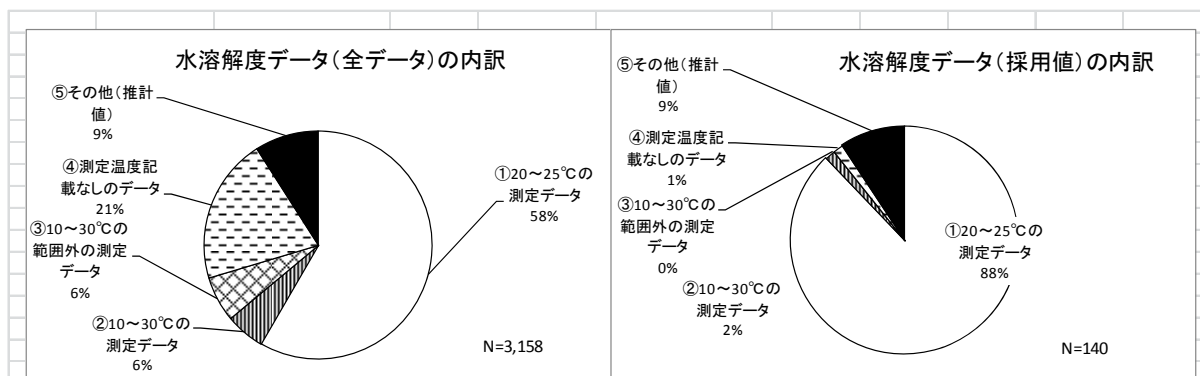 水溶解度データ(全データ)の内訳
⑤その他(推計
値)
9%
④測定温度記
載なしのデータ
21%
③10~30℃の
範囲外の測定
データ
6%
②10~30℃の
測定データ
6%
①20~25℃の
測定データ
58%
N=3,158
水溶解度データ(採用値)の内訳
⑤その他(推計
値)
9%
④測定温度記
載なしのデータ
1%
③10~30℃の
範囲外の測定
データ
0%
②10~30℃の
測定データ
2%
①20~25℃の
測定データ
88%
N=140